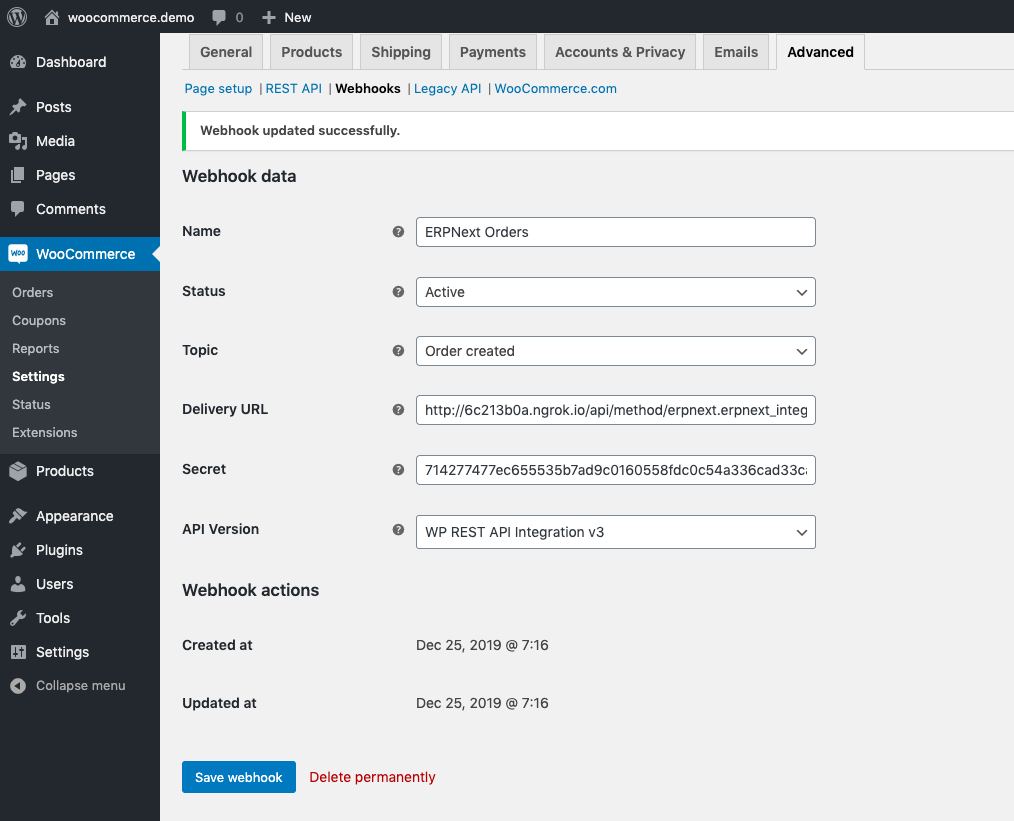 woocommerce.demo 0 New
Dashboard
Posts
Media
Pages
Comments
woo WooCommerce
Orders
Coupons
Reports
Settings
Status
Extensions
Products
Appearance
Plugins
Users
Tools
Settings
Collapse menu
General Products Shipping Payments Accounts & Privacy Emails Advanced
Page setup | REST API | Webhooks | Legacy API | WooCommerce.com
Webhook updated successfully.
Webhook data
Name ? ERPNext Orders
Status ? Active
Topic ? Order created
Delivery URL ? http://6c213b0a.ngrok.io/api/method/erpnext.erpnext_integ
Secret ? 714277477ec655535b7ad9c0160558fdc0c54a336cad33c
API Version ? WP REST API Integration v3
Webhook actions
Created at Dec 25, 2019 @ 7:16
Updated at Dec 25, 2019 @ 7:16
Save webhook Delete permanently